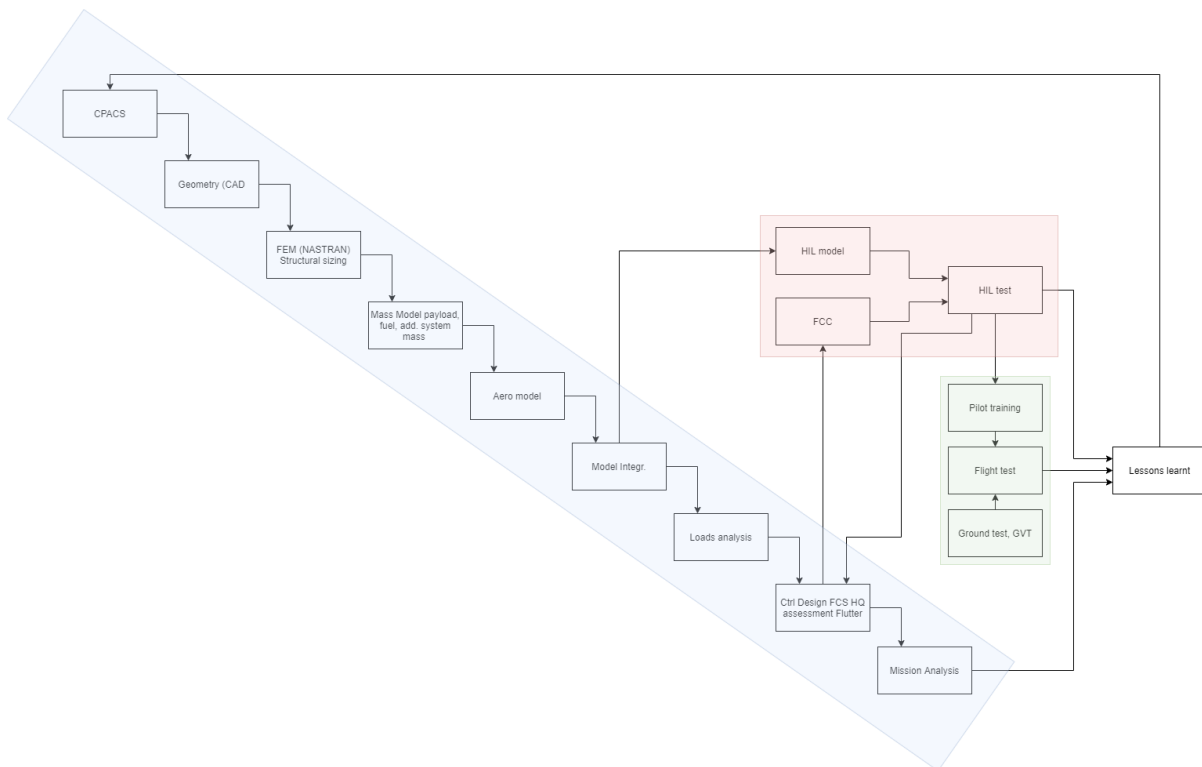 CPACS
Geometry (CAD
FEM (NASTRAN)
Structural sizing
Mass Model payload,
fuel, add. system
mass
Aero model
Model Integr.
Loads analysis
Ctrl Design FCS HQ
assessment Flutter
Mission Analysis
HIL model
FCC
HIL test
Pilot training
Flight test
Ground test, GVT
Lessons learnt